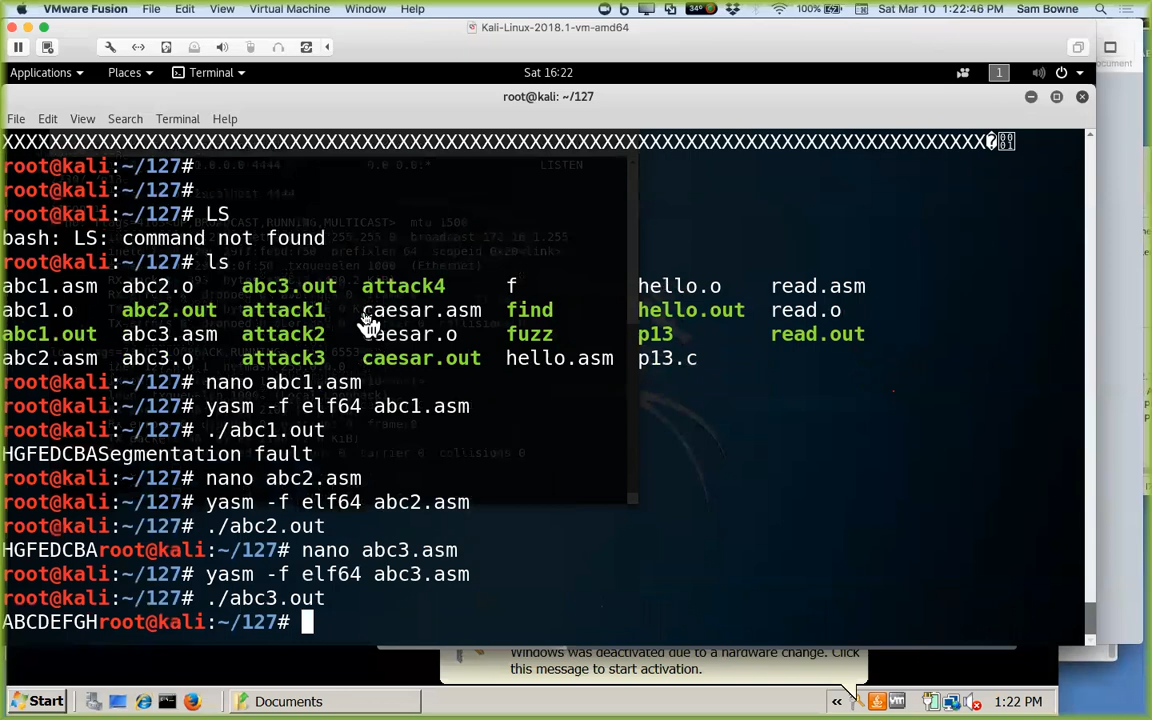 VMware Fusion File Edit View Virtual Machine Window Help 34° 100% Sat Mar 10 1:22:46 PM Sam Bowne
Kali-Linux-2018.1-vm-amd64
Applications Places Terminal Sat 16:22 1
root@kali: ~/127
File Edit View Search Terminal Help
root@kali:~/127#
root@kali:~/127#
root@kali:~/127# LS
bash: LS: command not found
root@kali:~/127# ls
abc1.asm abc2.o abc3.out attack4 f hello.o read.asm
abc1.o abc2.out attack1 caesar.asm find hello.out read.o
abc1.out abc3.asm attack2 caesar.o fuzz p13 read.out
abc2.asm abc3.o attack3 caesar.out hello.asm p13.c
root@kali:~/127# nano abc1.asm
root@kali:~/127# yasm -f elf64 abc1.asm
root@kali:~/127# ./abc1.out
HGFEDCBASegmentation fault
root@kali:~/127# nano abc2.asm
root@kali:~/127# yasm -f elf64 abc2.asm
root@kali:~/127# ./abc2.out
HGFEDCBAroot@kali:~/127# nano abc3.asm
root@kali:~/127# yasm -f elf64 abc3.asm
root@kali:~/127# ./abc3.out
ABCDEFGHroot@kali:~/127#
Windows was deactivated due to a hardware change. Click
this message to start activation.
Start Documents « 1:22 PM